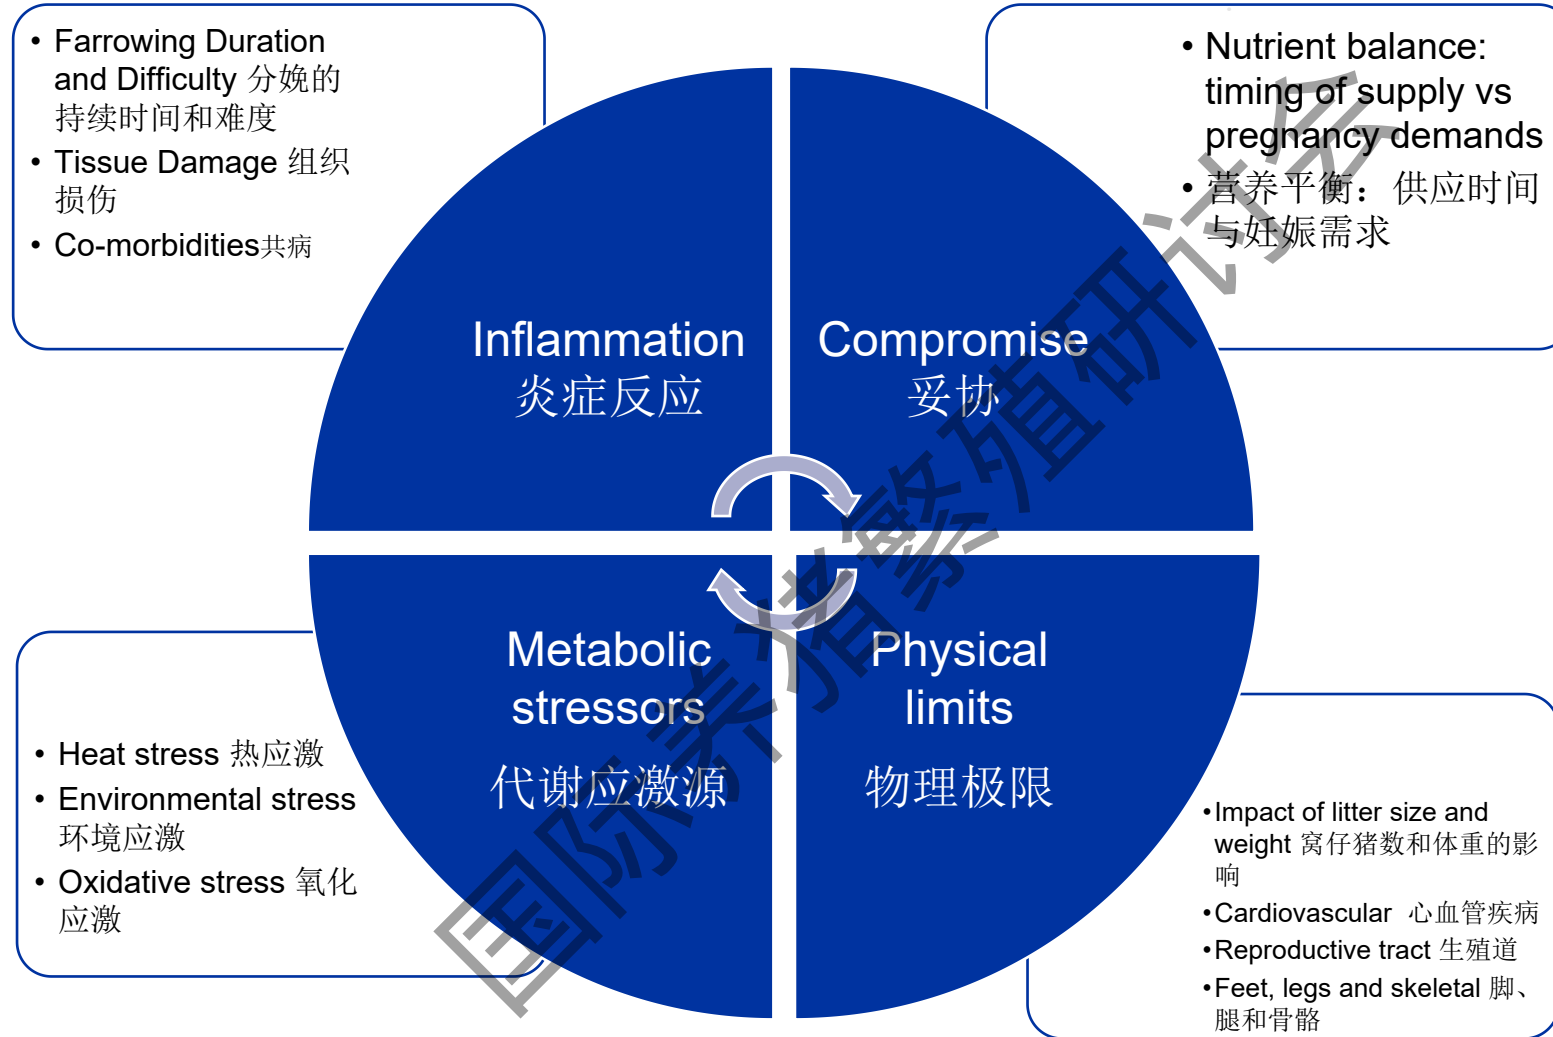 • Farrowing Duration
and Difficulty 分娩的
持续时间和难度
• Tissue Damage 组织
损伤
• Co-morbidities共病
• Nutrient balance:
timing of supply vs
pregnancy demands
• 营养平衡：供应时间
与妊娠需求
Inflammation
炎症反应
Compromise
妥协
Metabolic
stressors
代谢应激源
Physical
limits
物理极限
• Heat stress 热应激
• Environmental stress
环境应激
• Oxidative stress 氧化
应激
•Impact of litter size and
weight 窝仔猪数和体重的影
响
•Cardiovascular 心血管疾病
•Reproductive tract 生殖道
•Feet, legs and skeletal 脚、
腿和骨骼
国际养猪繁殖研讨会